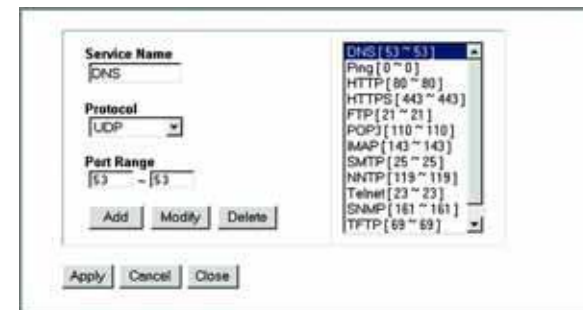 Service Name
DNS
Protocol
UDP
Port Range
53 ~ 53
Add Modify Delete
DNS [ 53 ~ 53 ]
Ping [ 0 ~ 0 ]
HTTP [ 80 ~ 80 ]
HTTPS [ 443 ~ 443 ]
FTP [ 21 ~ 21 ]
POP3 [ 110 ~ 110 ]
IMAP [ 143 ~ 143 ]
SMTP [ 25 ~ 25 ]
NNTP [ 119 ~ 119 ]
Telnet [ 23 ~ 23 ]
SNMP [ 161 ~ 161 ]
TFTP [ 69 ~ 69 ]
Apply Cancel Close